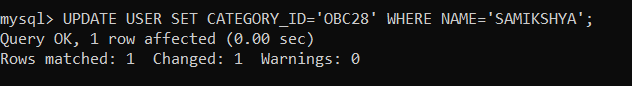 mysql> UPDATE USER SET CATEGORY_ID='OBC28' WHERE NAME='SAMIKSHYA';
Query OK, 1 row affected (0.00 sec)
Rows matched: 1  Changed: 1  Warnings: 0